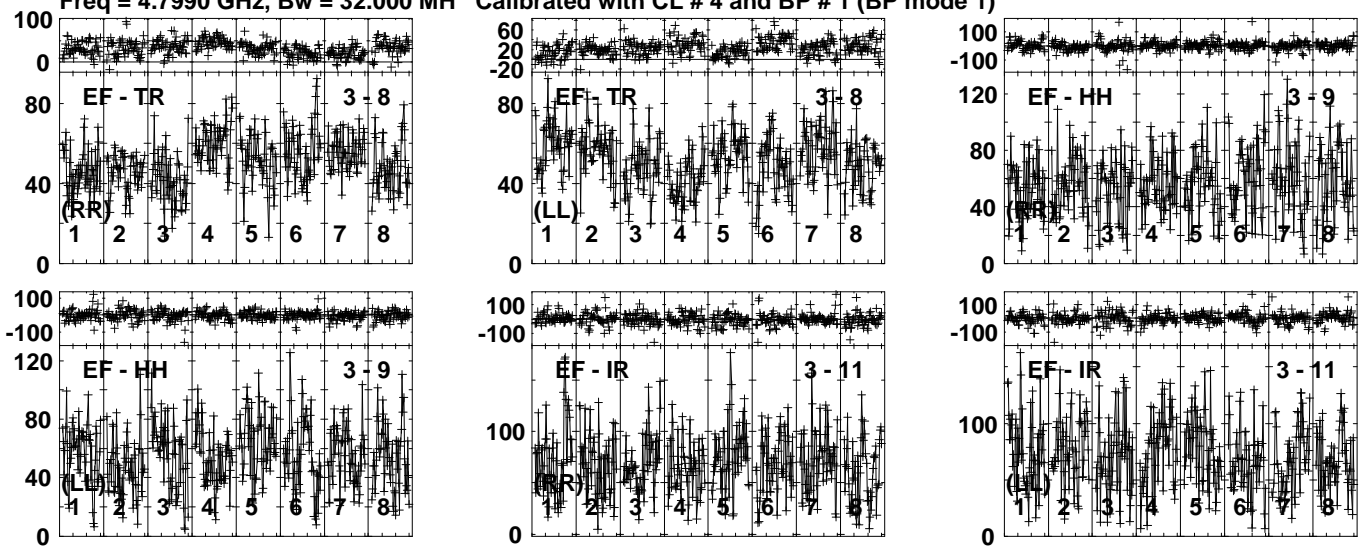 Freq = 4.7990 GHz, Bw = 32.000 MH Calibrated with CL # 4 and BP # 1 (BP mode 1)
100
0
60
20
-20
100
-100
EF - TR 3 - 8
EF - TR 3 - 8
EF - HH 3 - 9
80
40
0
80
40
0
120
80
40
0
(RR)
(LL)
(RR)
1 2 3 4 5 6 7 8
1 2 3 4 5 6 7 8
1 2 3 4 5 6 7 8
100
-100
100
-100
100
-100
EF - HH 3 - 9
EF - IR 3 - 11
EF - IR 3 - 11
120
80
40
0
100
0
100
0
(LL)
(RR)
(LL)
1 2 3 4 5 6 7 8
1 2 3 4 5 6 7 8
1 2 3 4 5 6 7 8